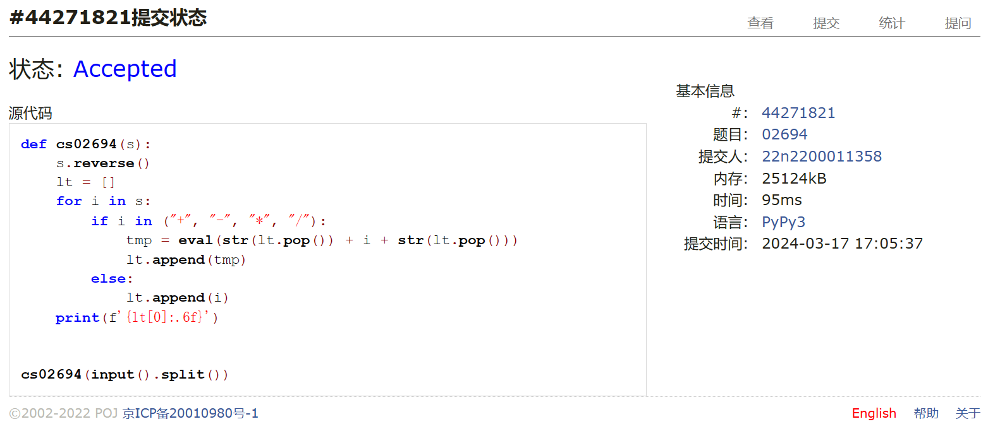 #44271821提交状态
查看 提交 统计 提问
状态: Accepted
源代码
def cs02694(s):
    s.reverse()
    lt = []
    for i in s:
        if i in ("+", "-", "*", "/"):
            tmp = eval(str(lt.pop()) + i + str(lt.pop()))
            lt.append(tmp)
        else:
            lt.append(i)
    print(f'{lt[0]:.6f}')
cs02694(input().split())
基本信息
#: 44271821
题目: 02694
提交人: 22n2200011358
内存: 25124kB
时间: 95ms
语言: PyPy3
提交时间: 2024-03-17 17:05:37
©2002-2022 POJ 京ICP备20010980号-1
English 帮助 关于